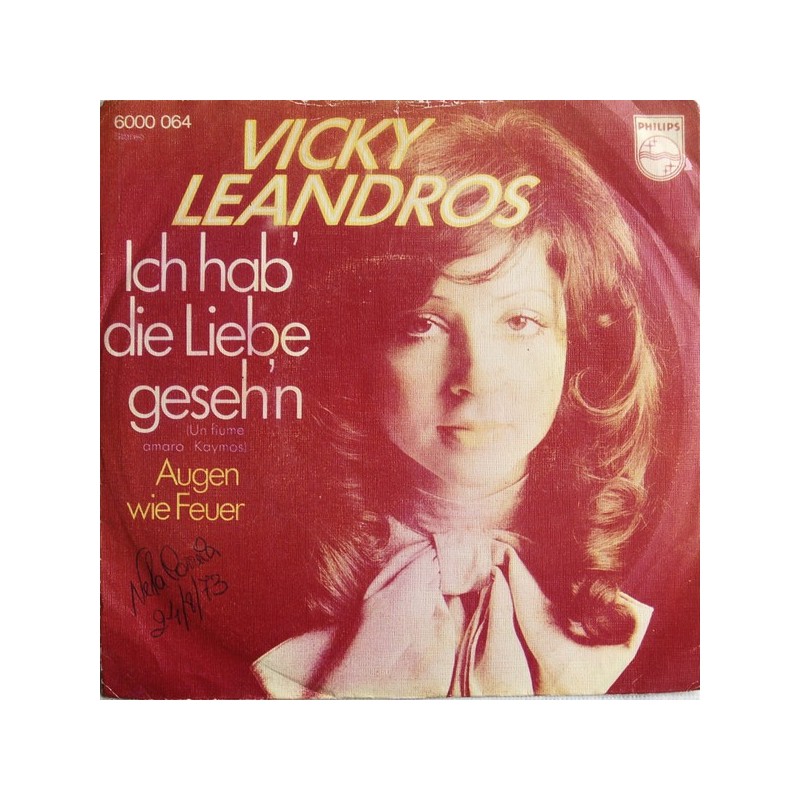 6000 064
Stereo
VICKY
LEANDROS
PHILIPS
Ich hab'
die Liebe
geseh'n
(Un fiume
amaro Kaymos)
Augen
wie Feuer
24/8/73